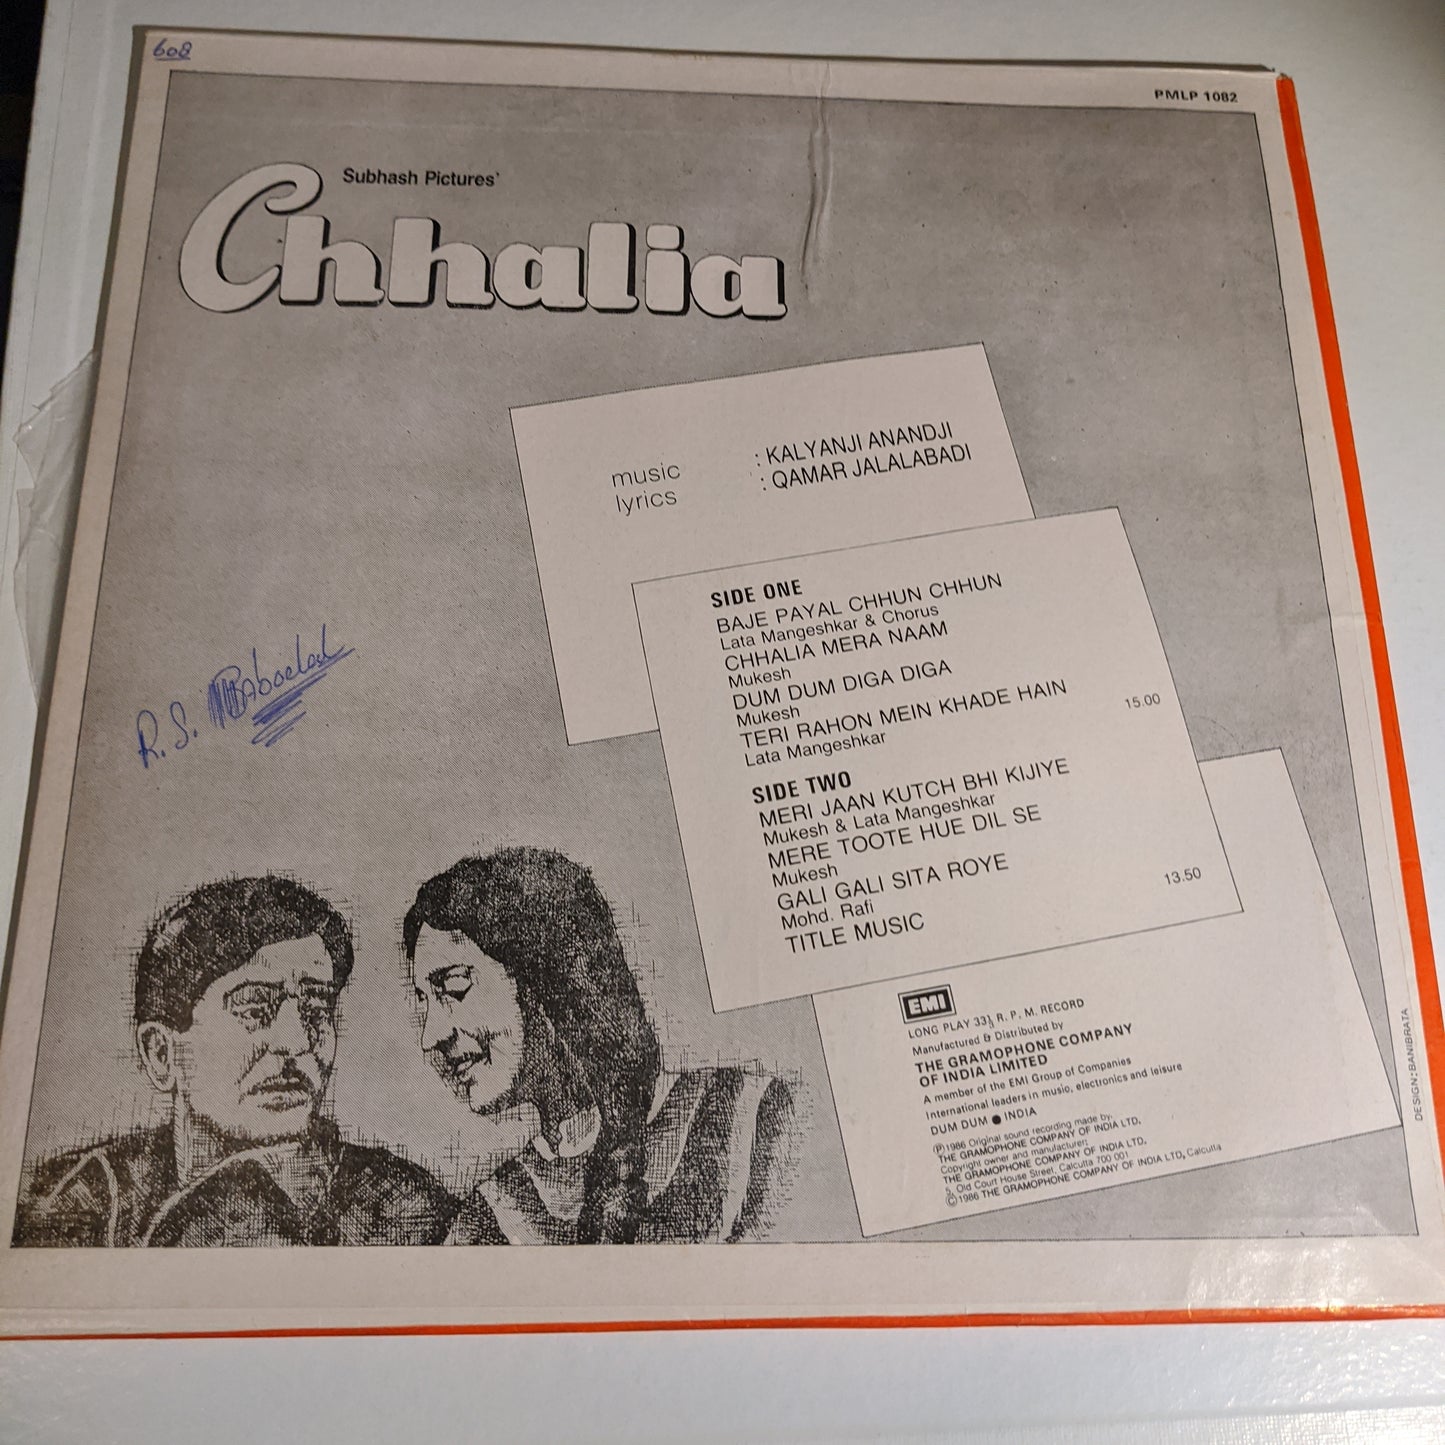 608
PMLP 1082
Subhash Pictures'
Chhalia
music : KALYANJI ANANDJI
lyrics : QAMAR JALALABADI
SIDE ONE
BAJE PAYAL CHHUN CHHUN
Lata Mangeshkar & Chorus
CHHALIA MERA NAAM
Mukesh
DUM DUM DIGA DIGA
Mukesh
TERI RAHON MEIN KHADE HAIN 15.00
Lata Mangeshkar
SIDE TWO
MERI JAAN KUTCH BHI KIJIYE
Mukesh & Lata Mangeshkar
MERE TOOTE HUE DIL SE
Mukesh
GALI GALI SITA ROYE 13.50
Mohd. Rafi
TITLE MUSIC
R. S.
EMI
LONG PLAY 33⅓ R. P. M. RECORD
Manufactured & Distributed by
THE GRAMOPHONE COMPANY
OF INDIA LIMITED
A member of the EMI Group of Companies
International leaders in music, electronics and leisure
DUM DUM ● INDIA
℗ 1986 Original sound recording made by:
THE GRAMOPHONE COMPANY OF INDIA LTD.
Copyright owner and manufacturer:
THE GRAMOPHONE COMPANY OF INDIA LTD.
5, Old Court House Street, Calcutta 700 001
© 1986 THE GRAMOPHONE COMPANY OF INDIA LTD, Calcutta
DESIGN: BANIBRATA